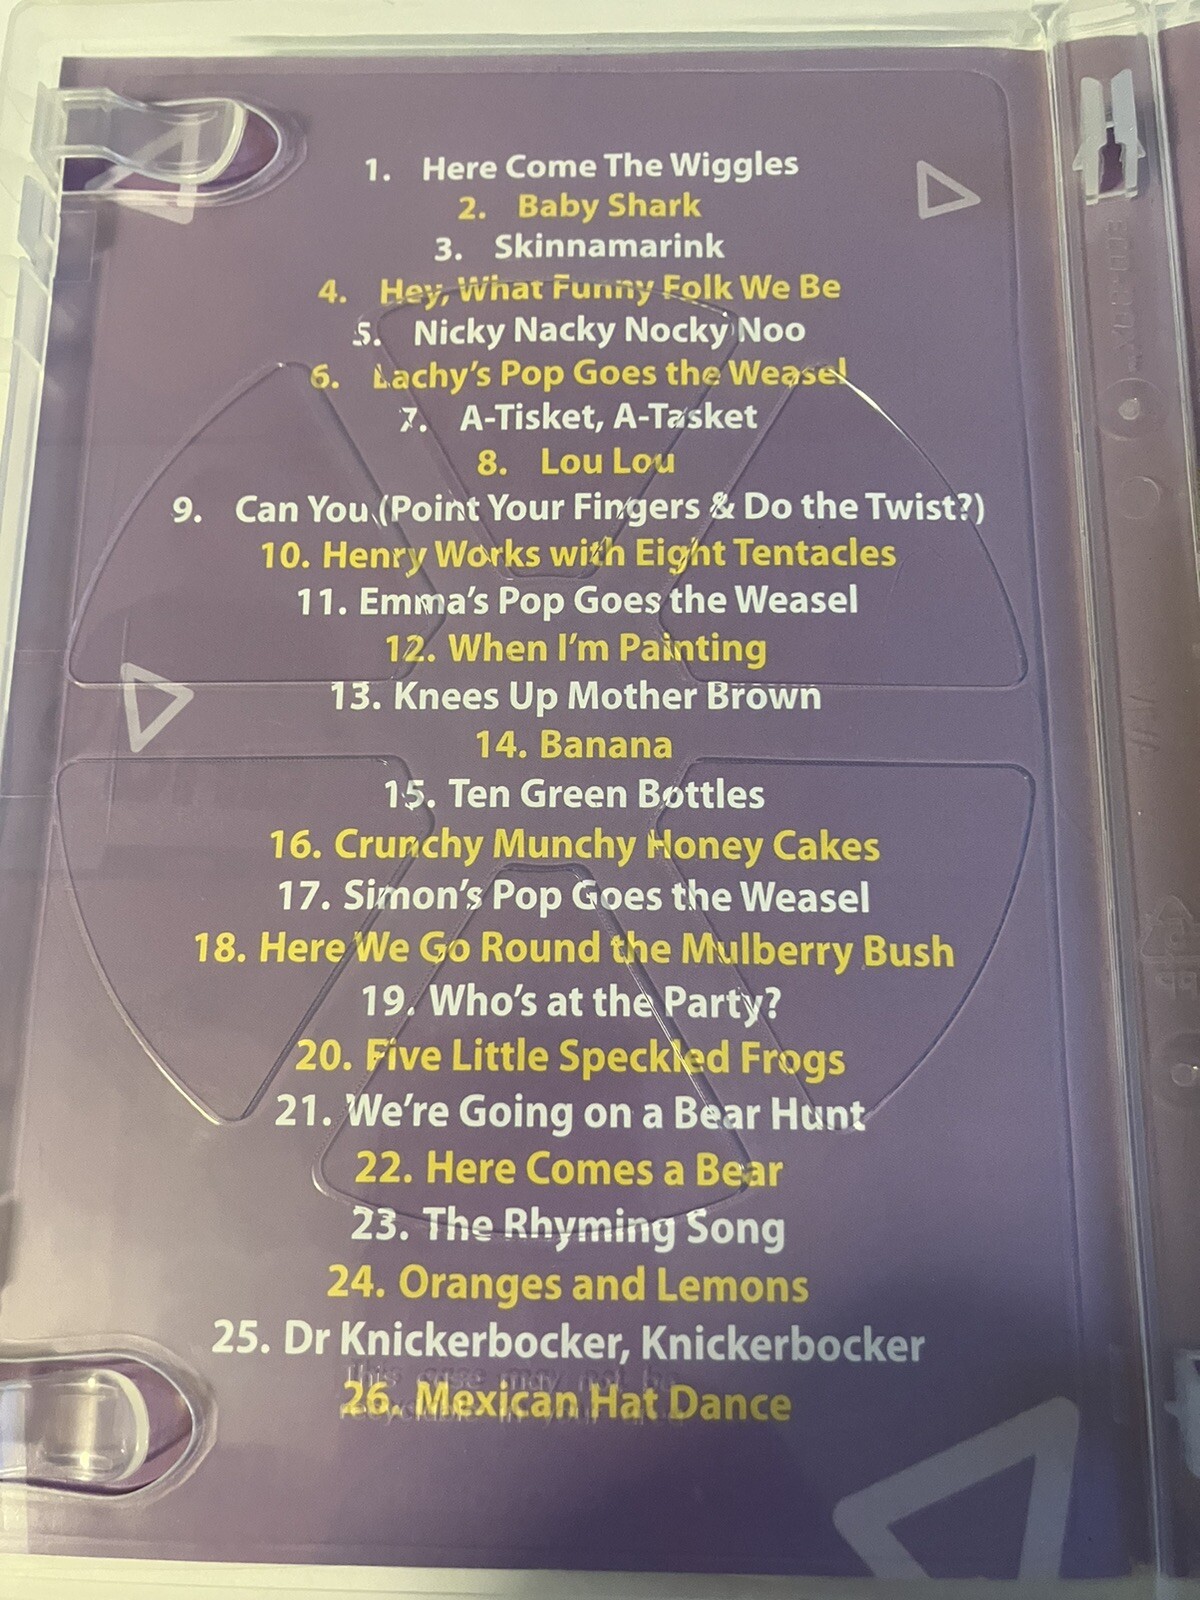 1. Here Come The Wiggles
2. Baby Shark
3. Skinnamarink
4. Hey, What Funny Folk We Be
5. Nicky Nacky Nocky Noo
6. Lachy's Pop Goes the Weasel
7. A-Tisket, A-Tasket
8. Lou Lou
9. Can You (Point Your Fingers & Do the Twist?)
10. Henry Works with Eight Tentacles
11. Emma's Pop Goes the Weasel
12. When I'm Painting
13. Knees Up Mother Brown
14. Banana
15. Ten Green Bottles
16. Crunchy Munchy Honey Cakes
17. Simon's Pop Goes the Weasel
18. Here We Go Round the Mulberry Bush
19. Who's at the Party?
20. Five Little Speckled Frogs
21. We're Going on a Bear Hunt
22. Here Comes a Bear
23. The Rhyming Song
24. Oranges and Lemons
25. Dr Knickerbocker, Knickerbocker
This case may not be
26. Mexican Hat Dance
recyclable in your area